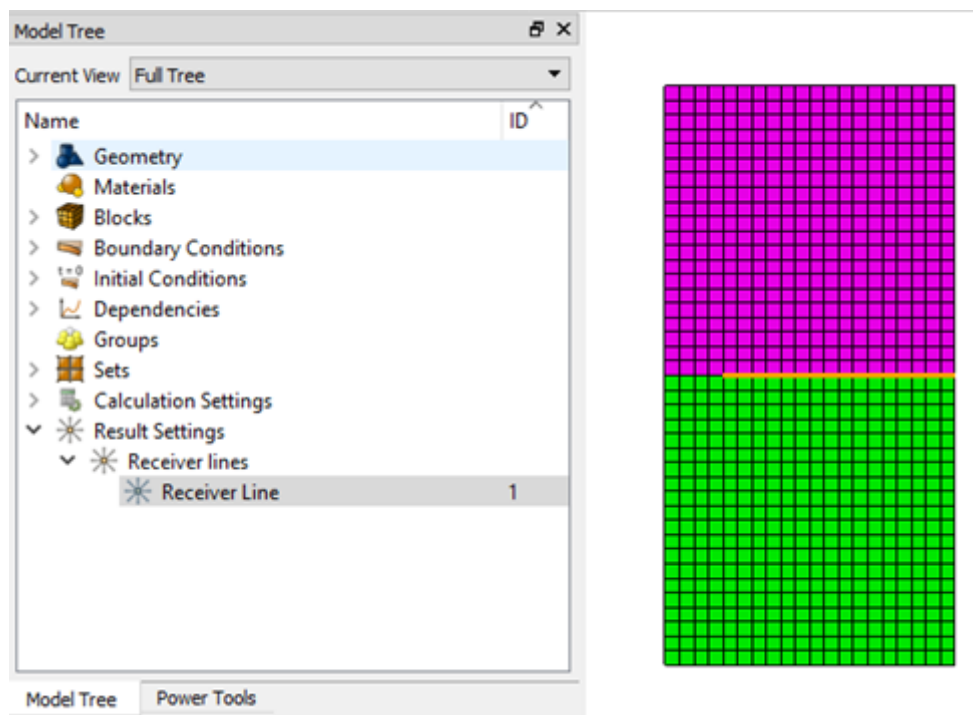 Model Tree
Current View Full Tree
Name ID
Geometry
Materials
Blocks
Boundary Conditions
t=0 Initial Conditions
Dependencies
Groups
Sets
Calculation Settings
Result Settings
Receiver lines
Receiver Line 1
Model Tree Power Tools